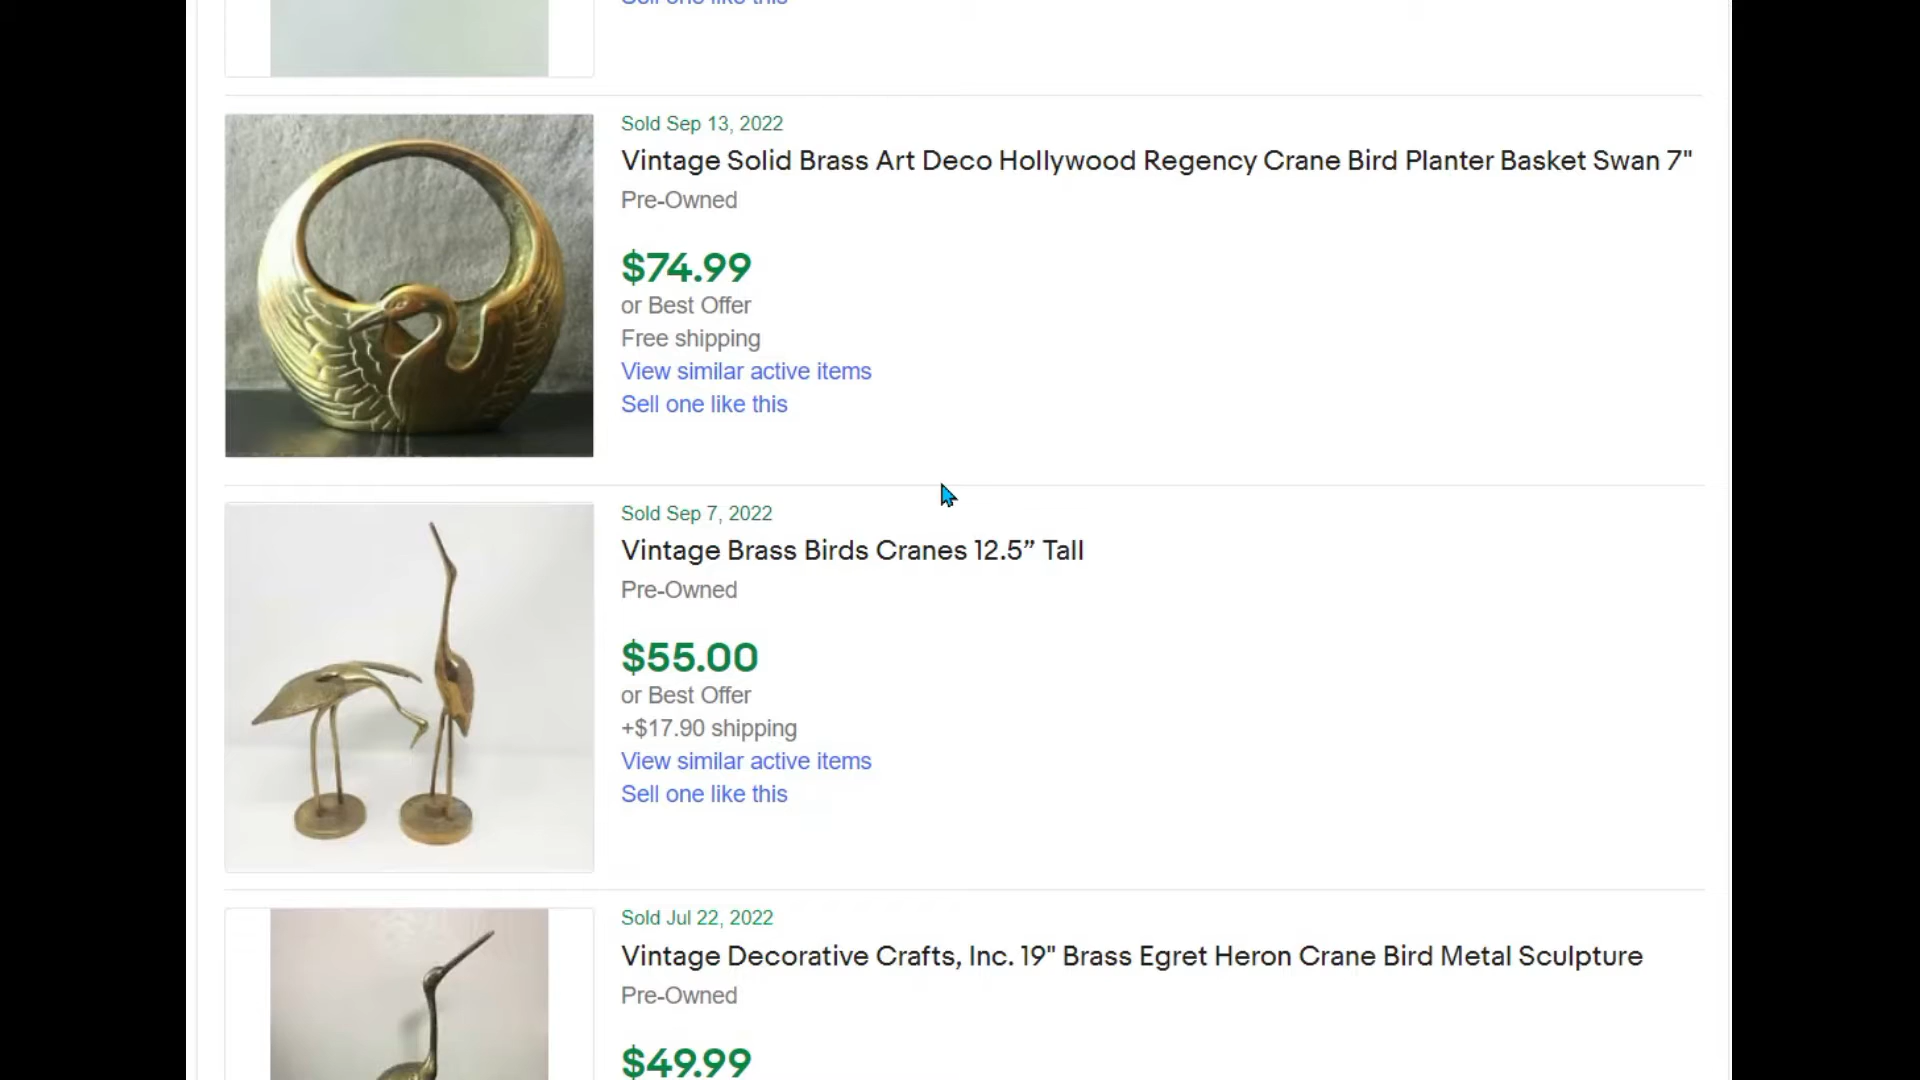 Sell one like this
Sold Sep 13, 2022
Vintage Solid Brass Art Deco Hollywood Regency Crane Bird Planter Basket Swan 7"
Pre-Owned
$74.99
or Best Offer
Free shipping
View similar active items
Sell one like this
Sold Sep 7, 2022
Vintage Brass Birds Cranes 12.5” Tall
Pre-Owned
$55.00
or Best Offer
+$17.90 shipping
View similar active items
Sell one like this
Sold Jul 22, 2022
Vintage Decorative Crafts, Inc. 19" Brass Egret Heron Crane Bird Metal Sculpture
Pre-Owned
$49.99